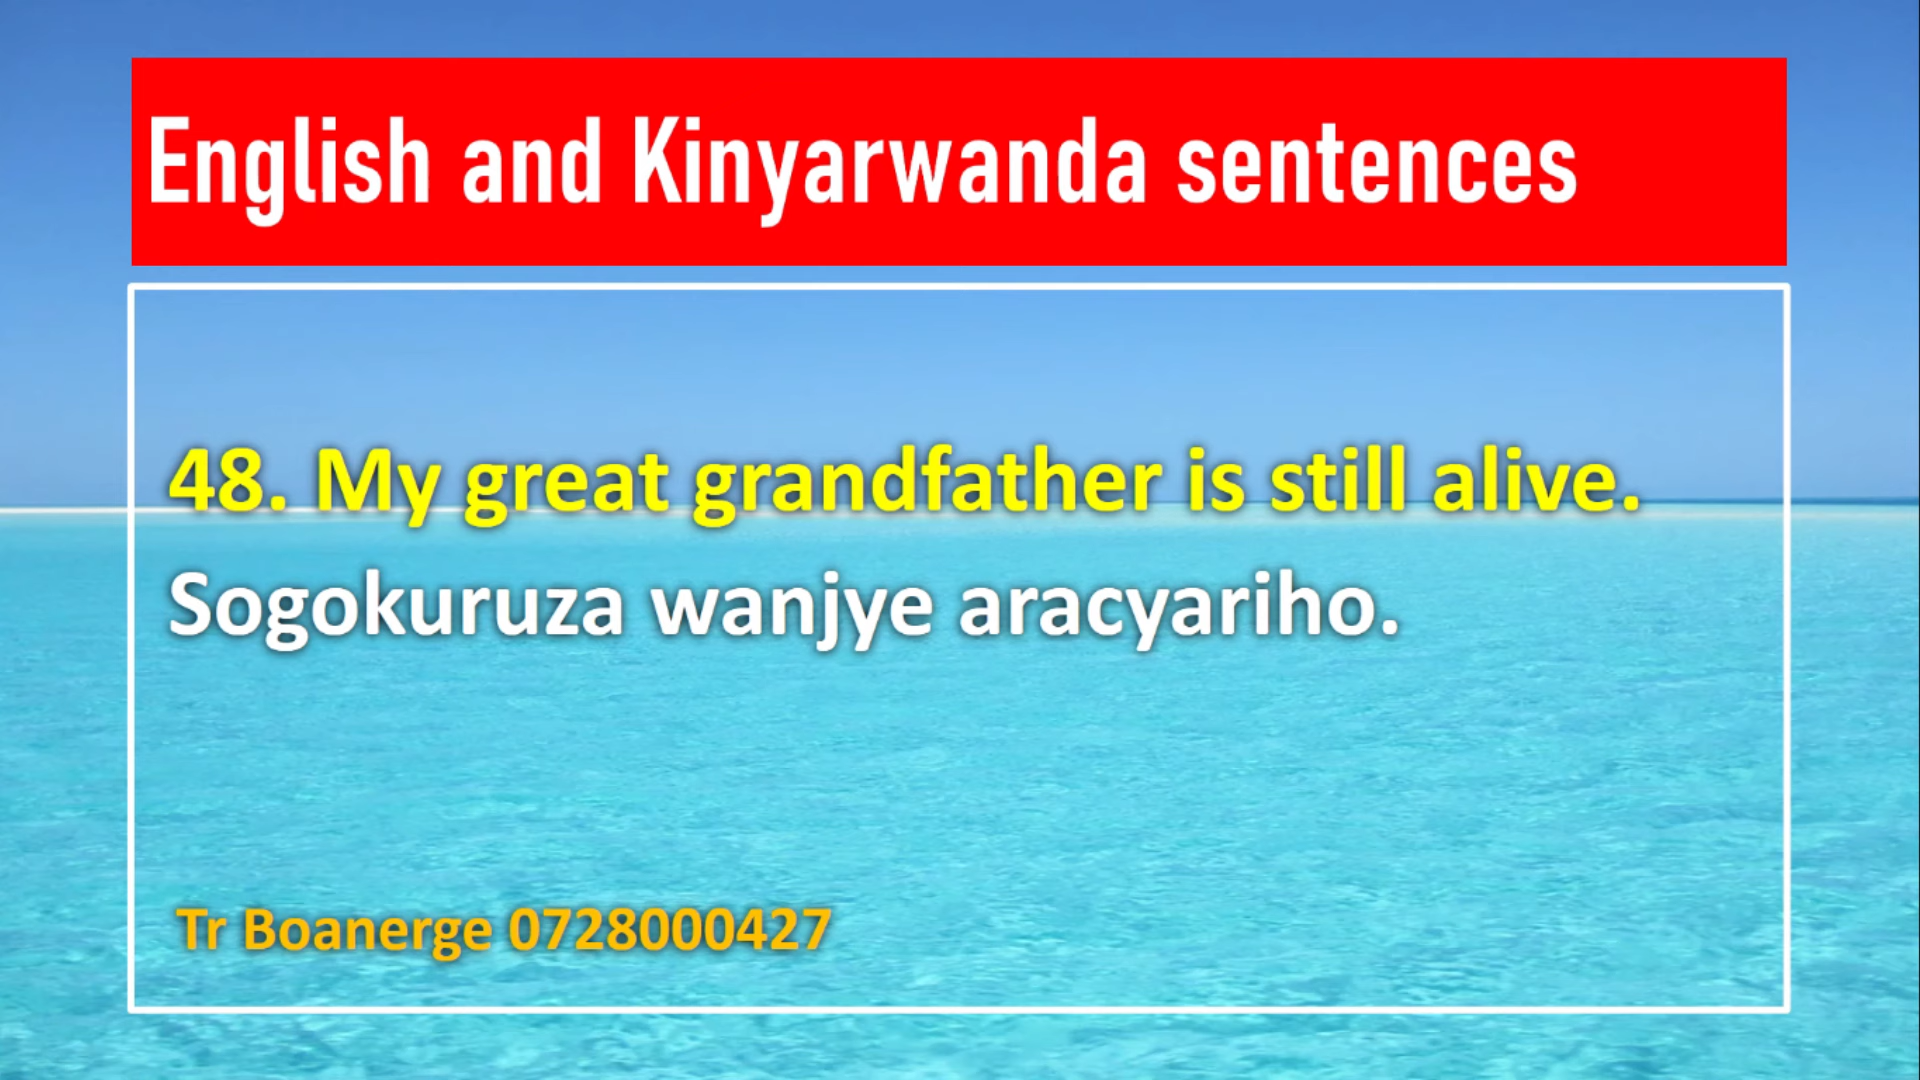 English and Kinyarwanda sentences
48. My great grandfather is still alive.
Sogokuruza wanjye aracyariho.
Tr Boanerge 0728000427